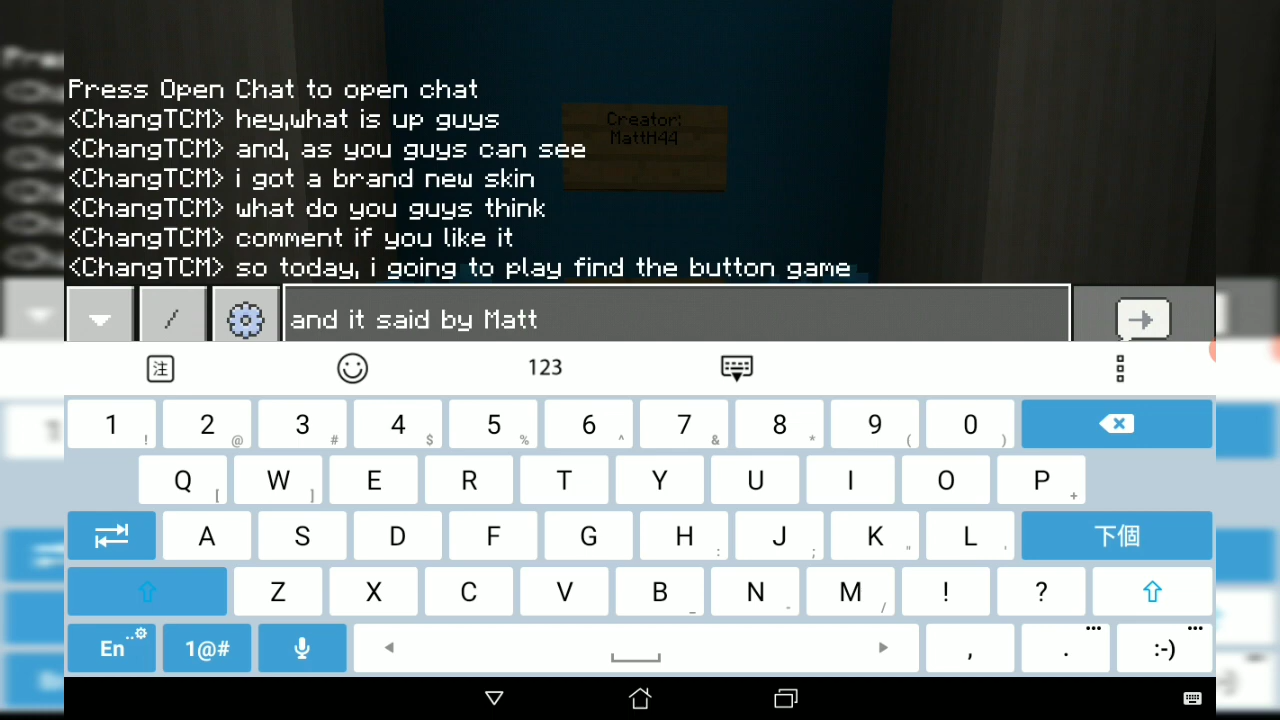 Press Open Chat to open chat
Creator:
MattH44
<ChangTCM> hey,what is up guys
<ChangTCM> and, as you guys can see
<ChangTCM> i got a brand new skin
<ChangTCM> what do you guys think
<ChangTCM> comment if you like it
<ChangTCM> so today, i going to play find the button game
/
and it said by Matt
注
123
1 ! 2 @ 3 # 4 $ 5 % 6 ^ 7 & 8 * 9 ( 0 )
Q [ W ] E R T Y U I O P +
A S D F G H : J ; K " L ' 下個
Z X C V B _ N - M / ! ?
En 1@# , . :-)